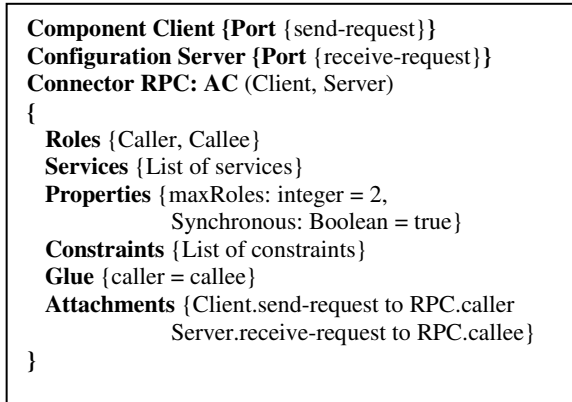 Component Client {Port {send-request}}
Configuration Server {Port {receive-request}}
Connector RPC: AC (Client, Server)
{
Roles {Caller, Callee}
Services {List of services}
Properties {maxRoles: integer = 2,
Synchronous: Boolean = true}
Constraints {List of constraints}
Glue {caller = callee}
Attachments {Client.send-request to RPC.caller
Server.receive-request to RPC.callee}
}